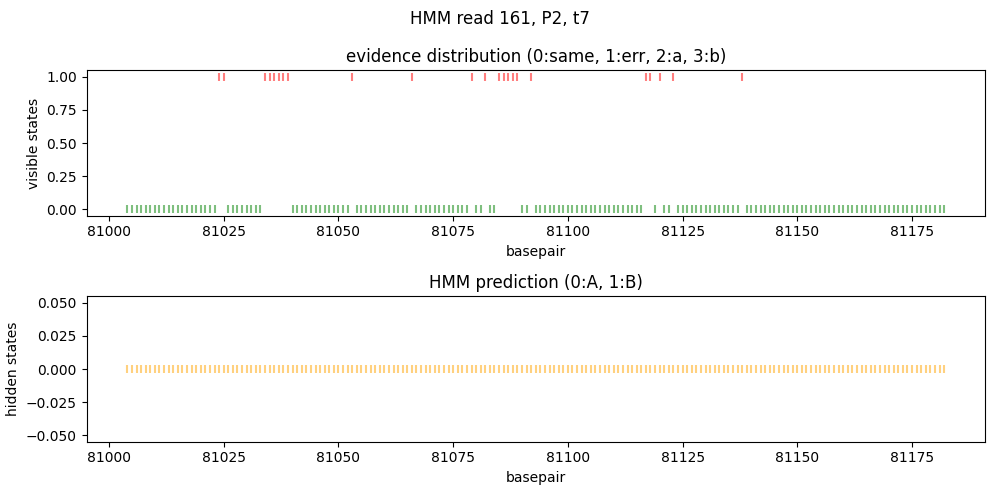 HMM read 161, P2, t7
evidence distribution (0:same, 1:err, 2:a, 3:b)
1.00
0.75
0.50
0.25
0.00
visible states
81000 81025 81050 81075 81100 81125 81150 81175
basepair
HMM prediction (0:A, 1:B)
0.050
0.025
0.000
−0.025
−0.050
hidden states
81000 81025 81050 81075 81100 81125 81150 81175
basepair